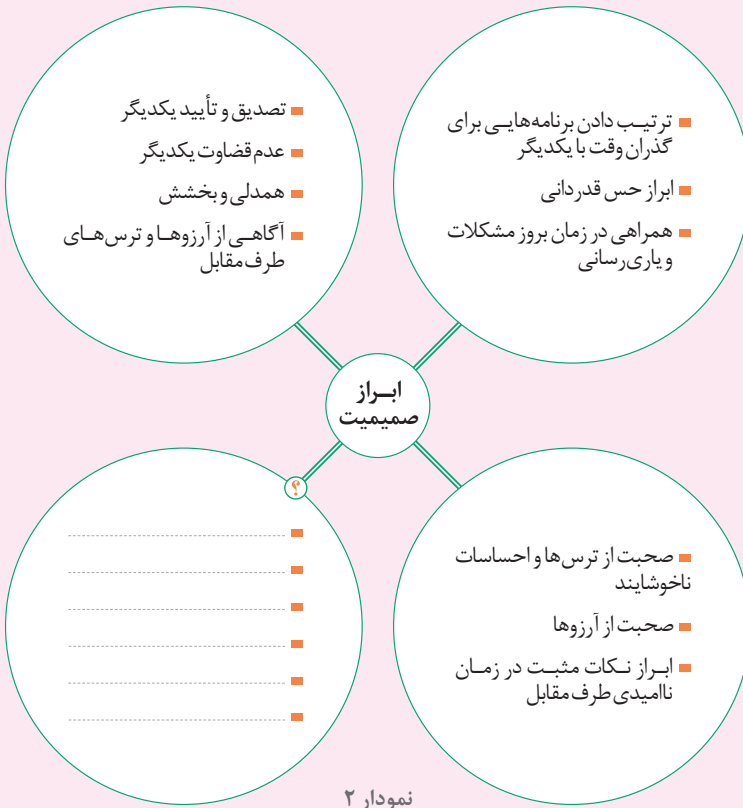 ■ ترتیب دادن برنامه‌هایی برای
گذران وقت با یکدیگر
■ ابراز حس قدردانی
■ همراهی در زمان بروز مشکلات
و یاری‌رسانی
■ تصدیق و تأیید یکدیگر
■ عدم قضاوت یکدیگر
■ همدلی و بخشش
■ آگاهی از آرزوها و ترس‌های
طرف مقابل
ابراز
صمیمیت
■ صحبت از ترس‌ها و احساسات
ناخوشایند
■ صحبت از آرزوها
■ ابراز نکات مثبت در زمان
ناامیدی طرف مقابل
؟
نمودار ۲